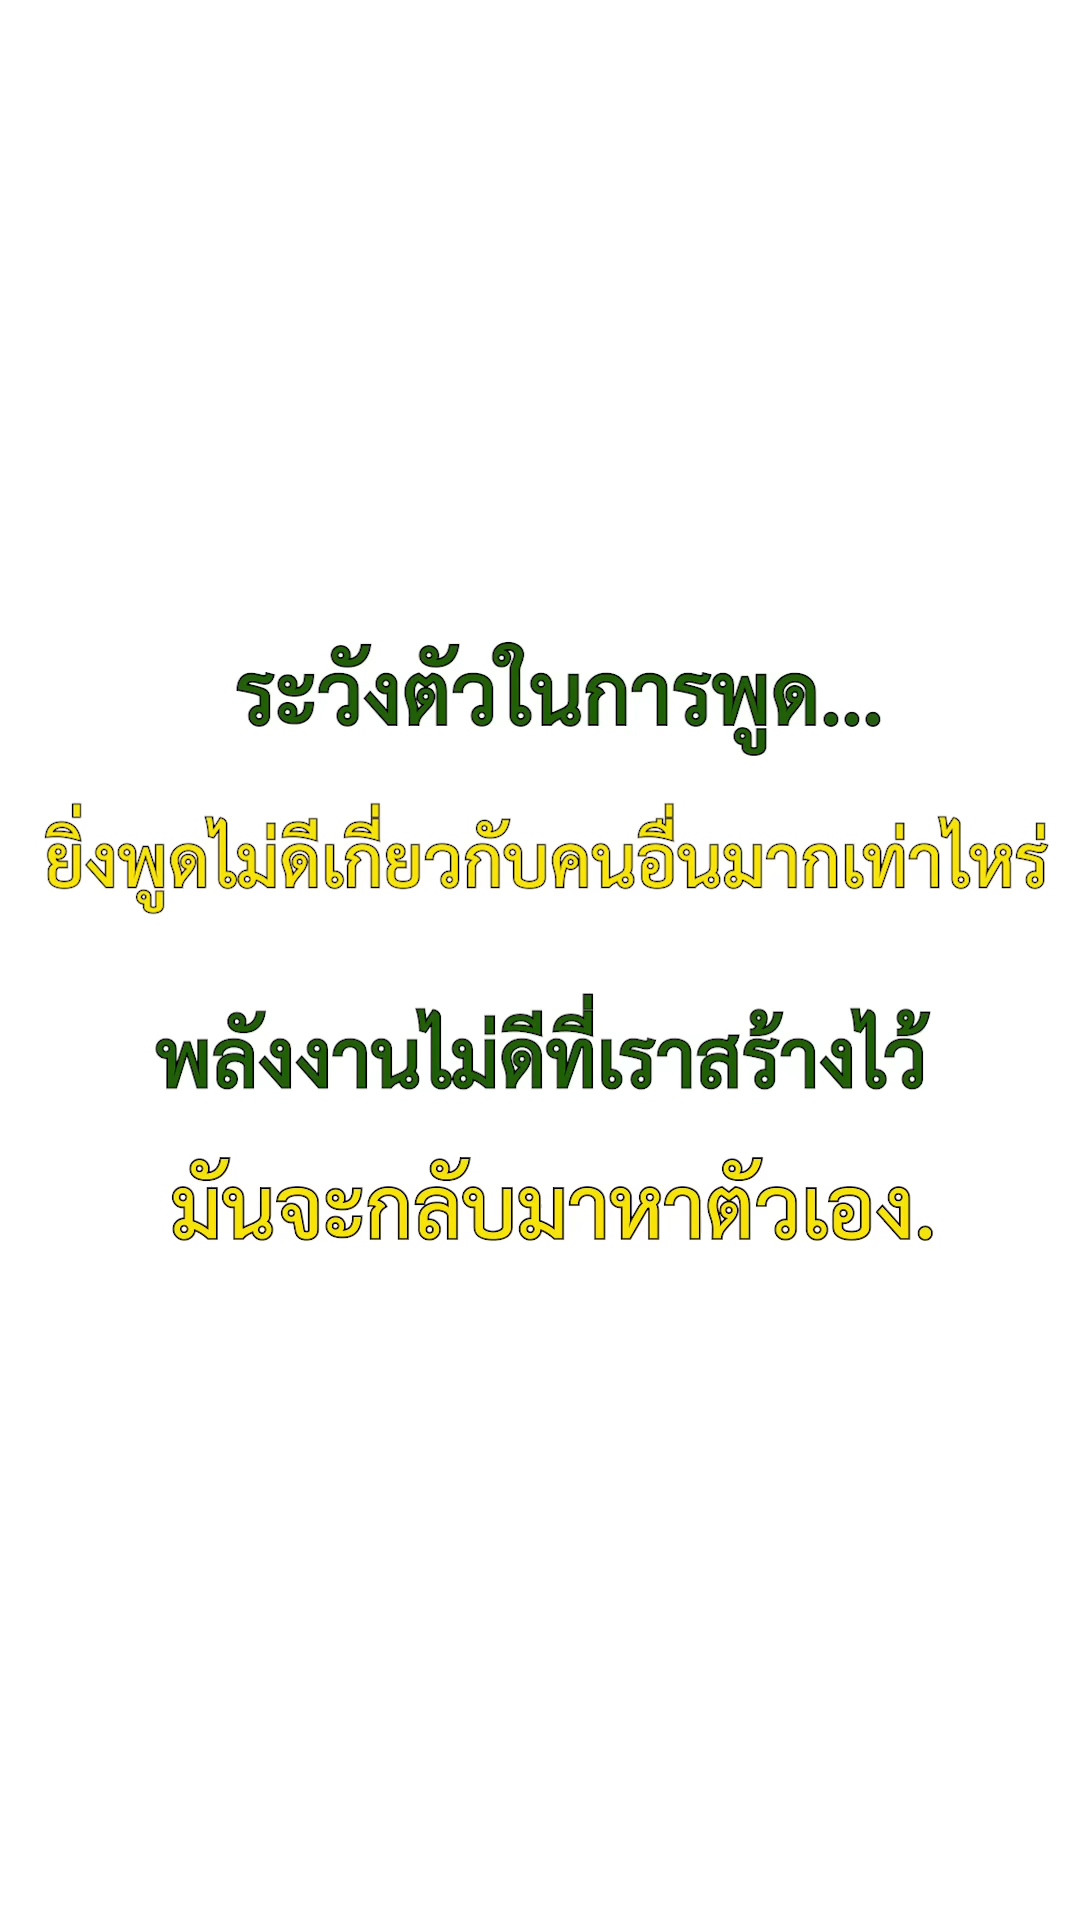 ระวังตัวในการพูด...
ยิ่งพูดไม่ดีเกี่ยวกับคนอื่นมากเท่าไหร่
พลังงานไม่ดีที่เราสร้างไว้
มันจะกลับมาหาตัวเอง.